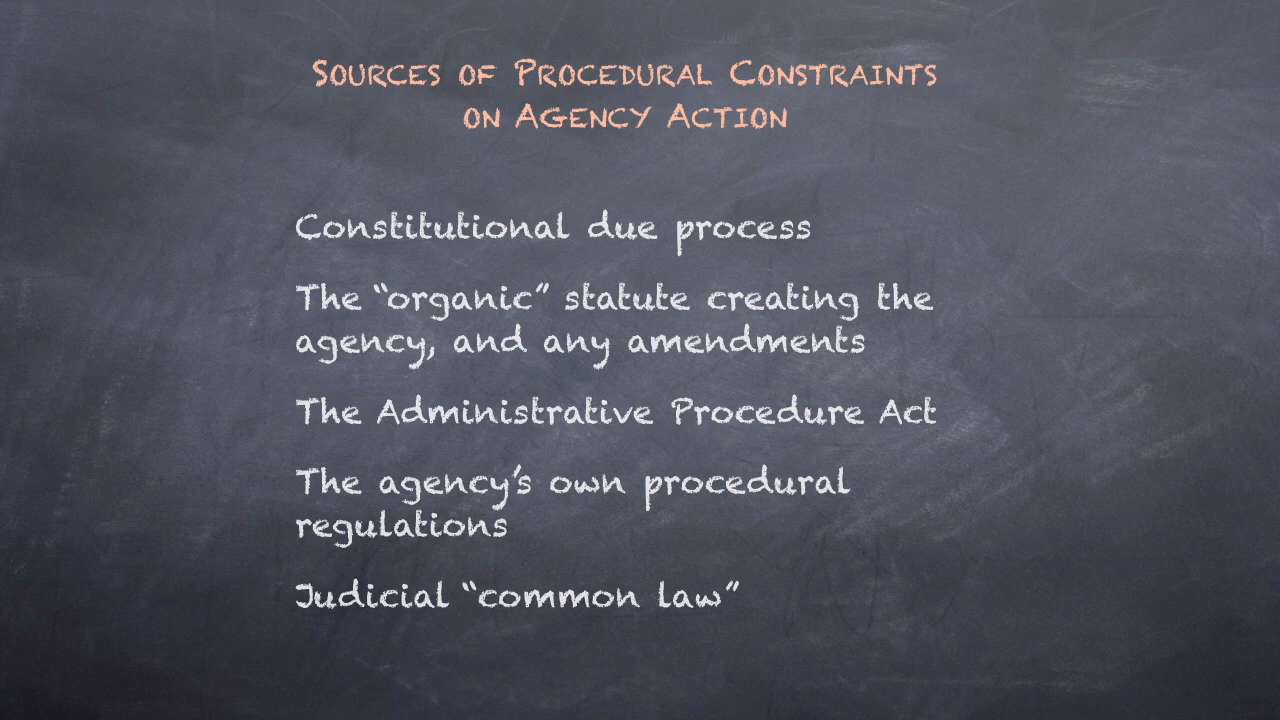 Sources of Procedural Constraints
on Agency Action
Constitutional due process
The “organic” statute creating the
agency, and any amendments
The Administrative Procedure Act
The agency’s own procedural
regulations
Judicial “common law”